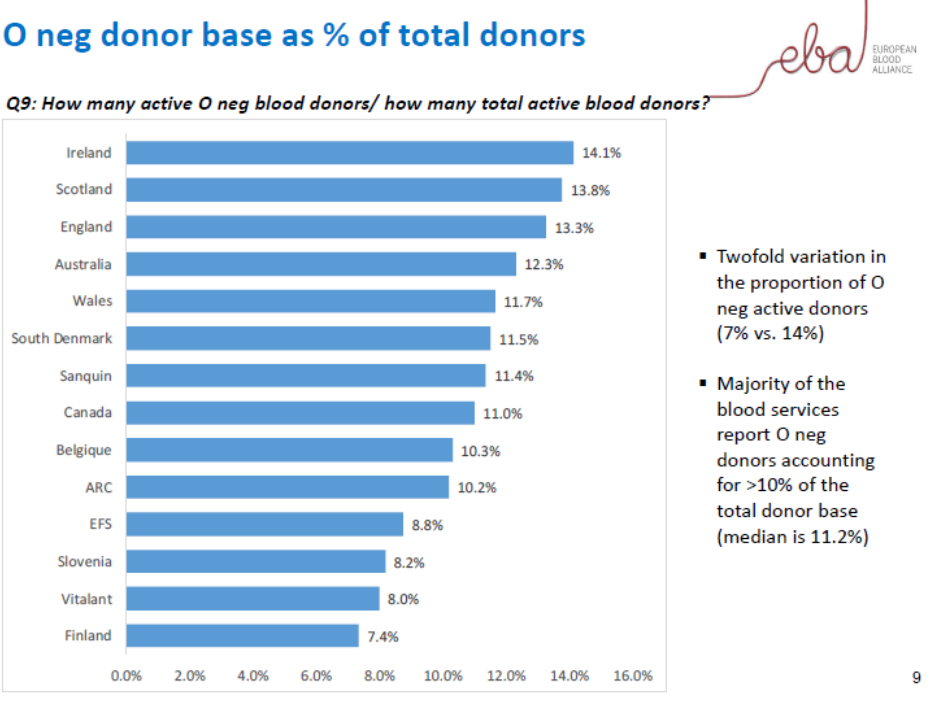 O neg donor base as % of total donors
eba
EUROPEAN
BLOOD
ALLIANCE
Q9: How many active O neg blood donors/ how many total active blood donors?
Ireland 14.1%
Scotland 13.8%
England 13.3%
Australia 12.3%
Wales 11.7%
South Denmark 11.5%
Sanquin 11.4%
Canada 11.0%
Belgique 10.3%
ARC 10.2%
EFS 8.8%
Slovenia 8.2%
Vitalant 8.0%
Finland 7.4%
0.0% 2.0% 4.0% 6.0% 8.0% 10.0% 12.0% 14.0% 16.0%
▪ Twofold variation in
the proportion of O
neg active donors
(7% vs. 14%)
▪ Majority of the
blood services
report O neg
donors accounting
for >10% of the
total donor base
(median is 11.2%)
9